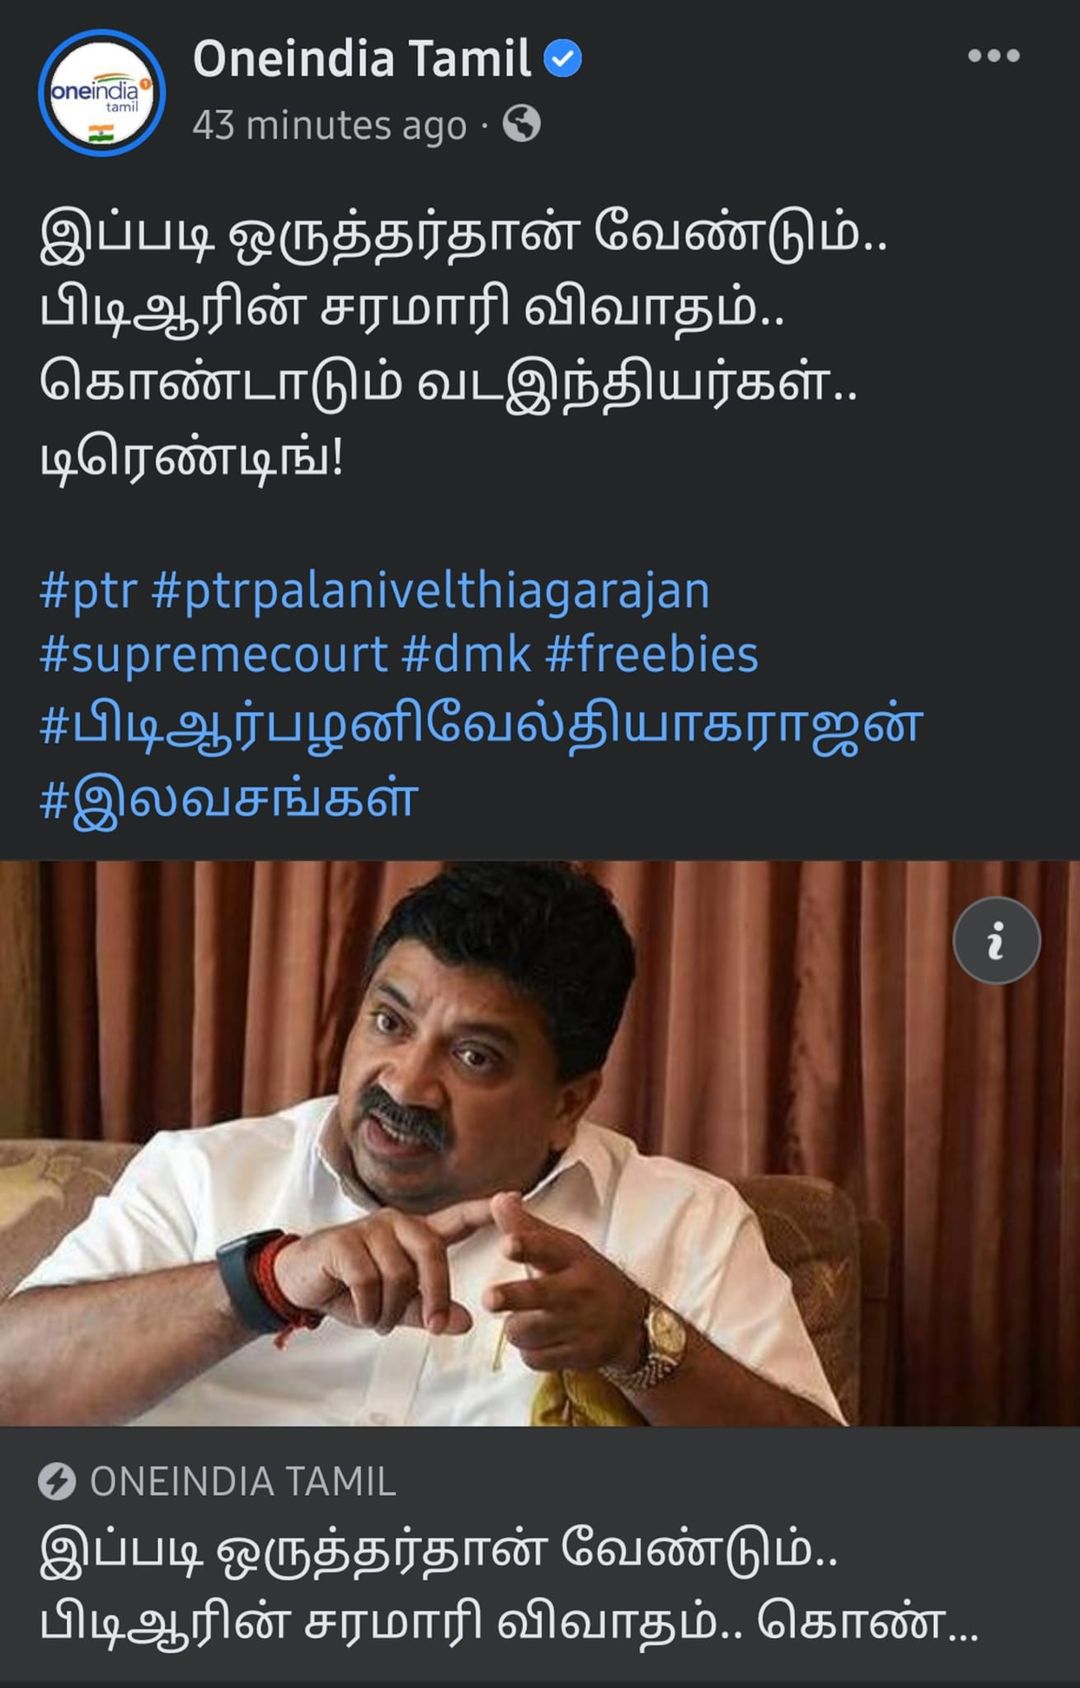 Oneindia Tamil
oneindia
tamil
43 minutes ago ·
இப்படி ஒருத்தர்தான் வேண்டும்..
பிடிஆரின் சரமாரி விவாதம்..
கொண்டாடும் வடஇந்தியர்கள்..
டிரெண்டிங்!
#ptr #ptrpalanivelthiagarajan
#supremecourt #dmk #freebies
#பிடிஆர்பழனிவேல்தியாகராஜன்
#இலவசங்கள்
i
ONEINDIA TAMIL
இப்படி ஒருத்தர்தான் வேண்டும்..
பிடிஆரின் சரமாரி விவாதம்.. கொண்...